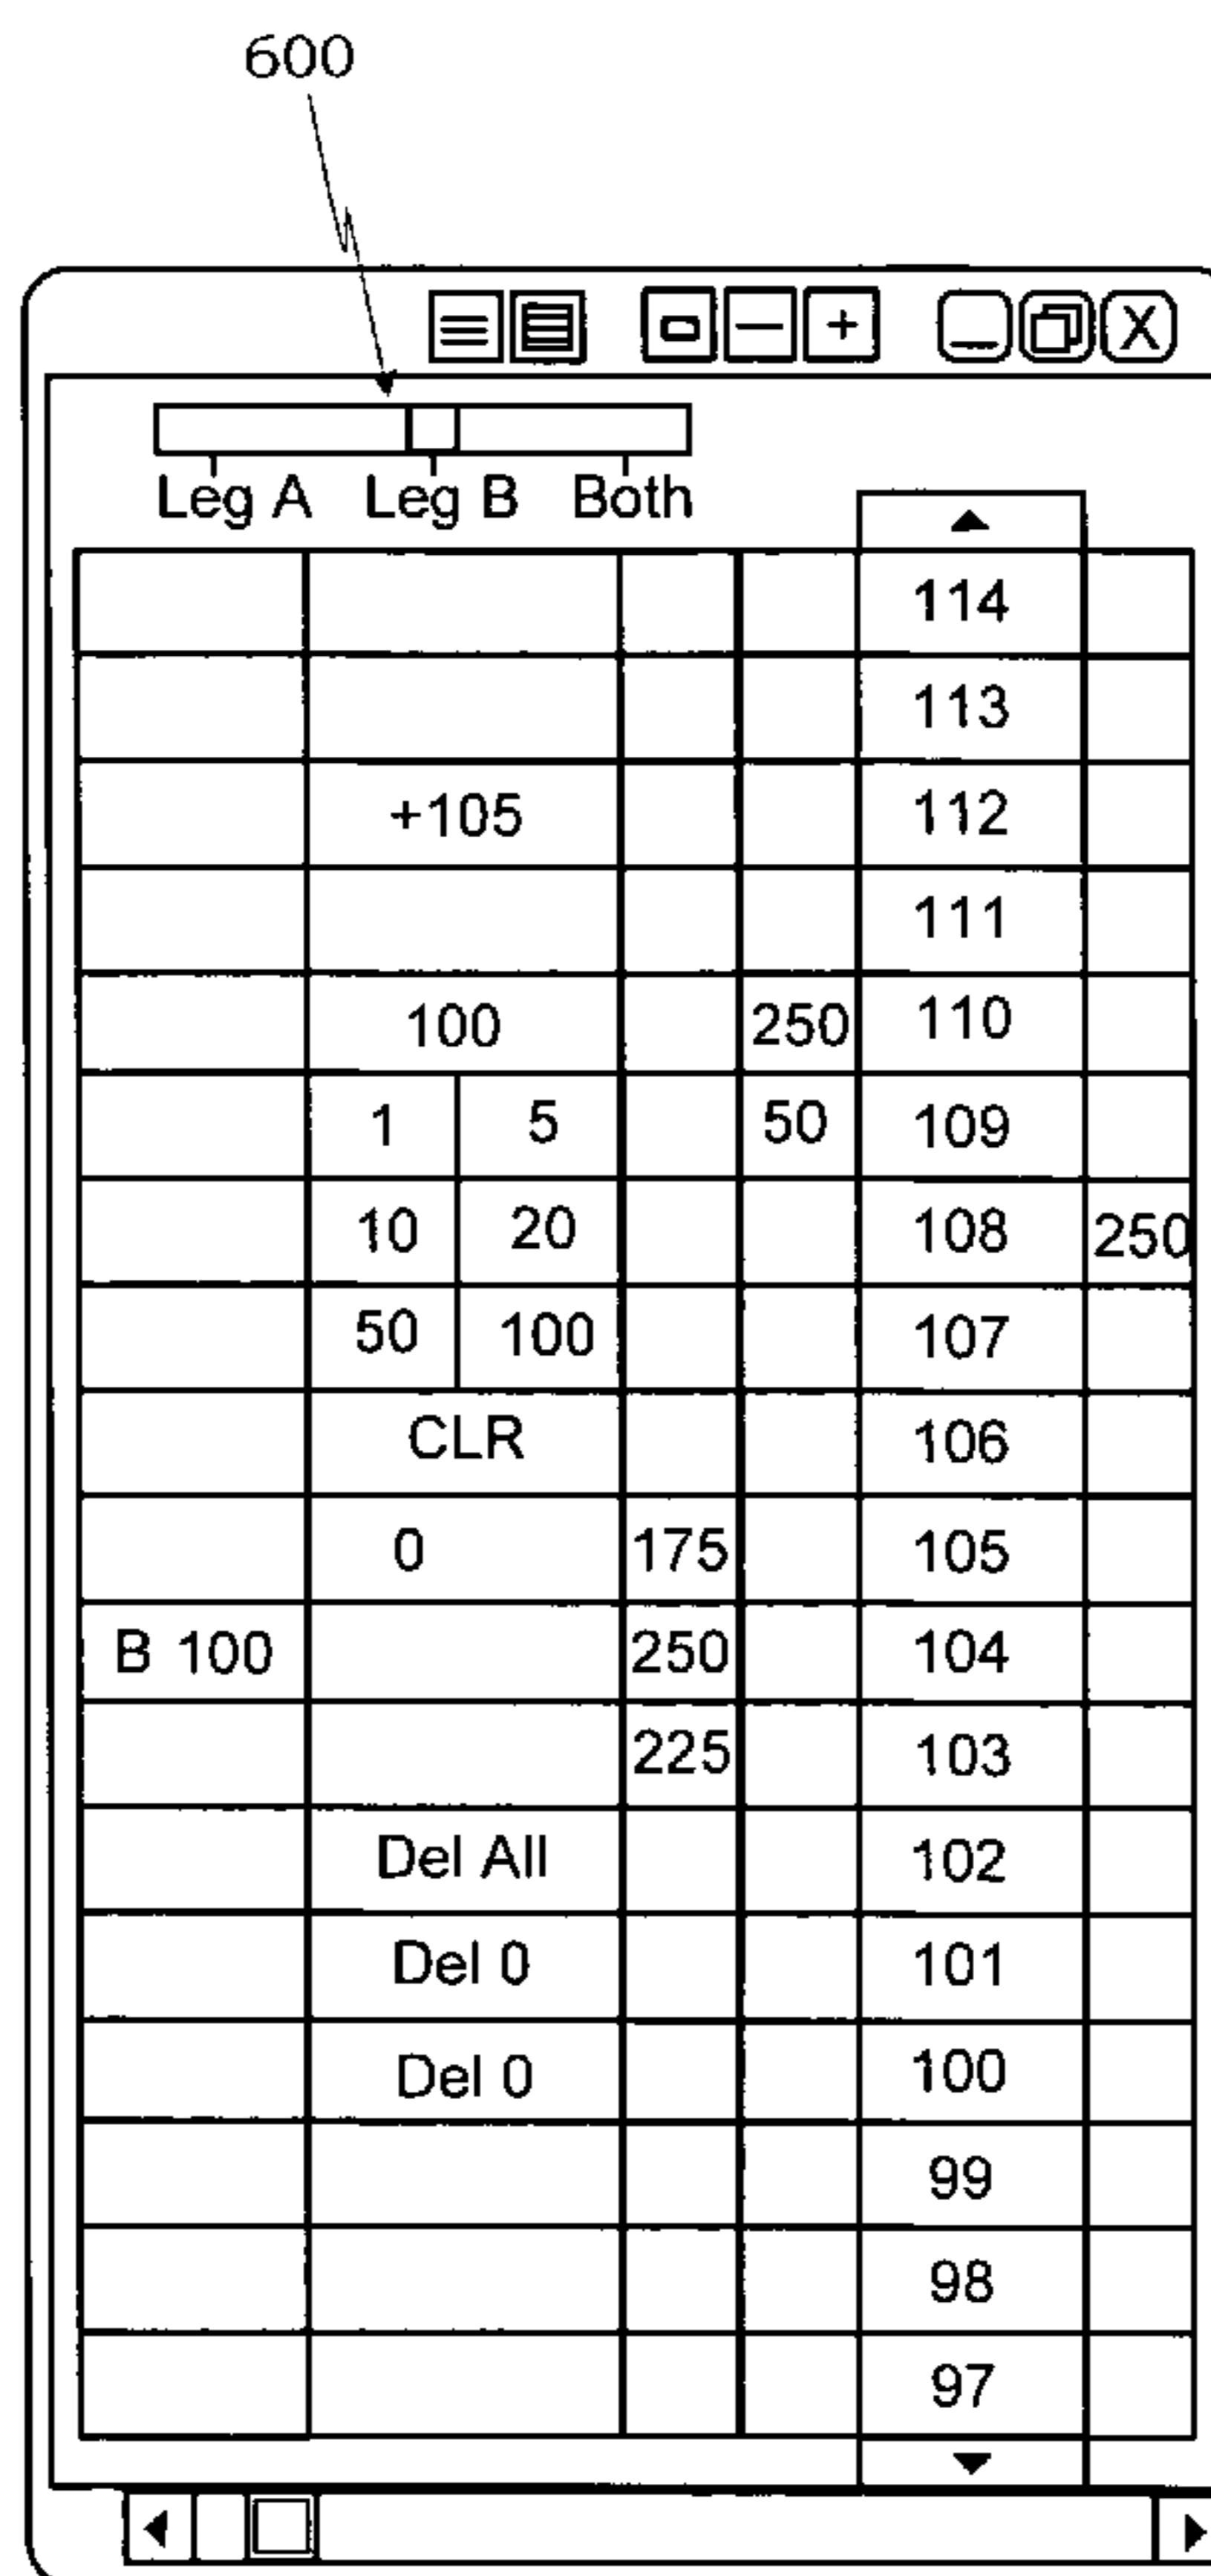 600
X
Leg A Leg B Both
114
113
+105 112
111
100 250 110
1 5 50 109
10 20 108 250
50 100 107
CLR 106
0 175 105
B 100 250 104
225 103
Del All 102
Del 0 101
Del 0 100
99
98
97